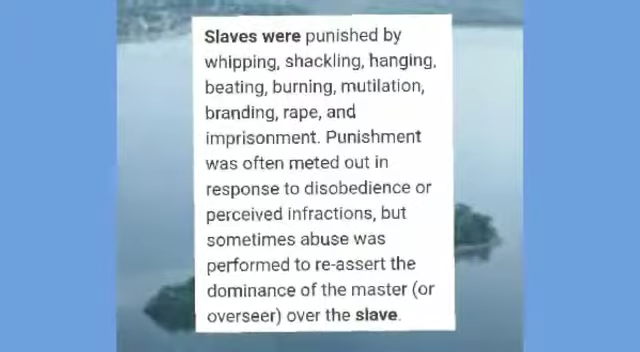 Slaves were punished by
whipping, shackling, hanging,
beating, burning, mutilation,
branding, rape, and
imprisonment. Punishment
was often meted out in
response to disobedience or
perceived infractions, but
sometimes abuse was
performed to re-assert the
dominance of the master (or
overseer) over the slave.